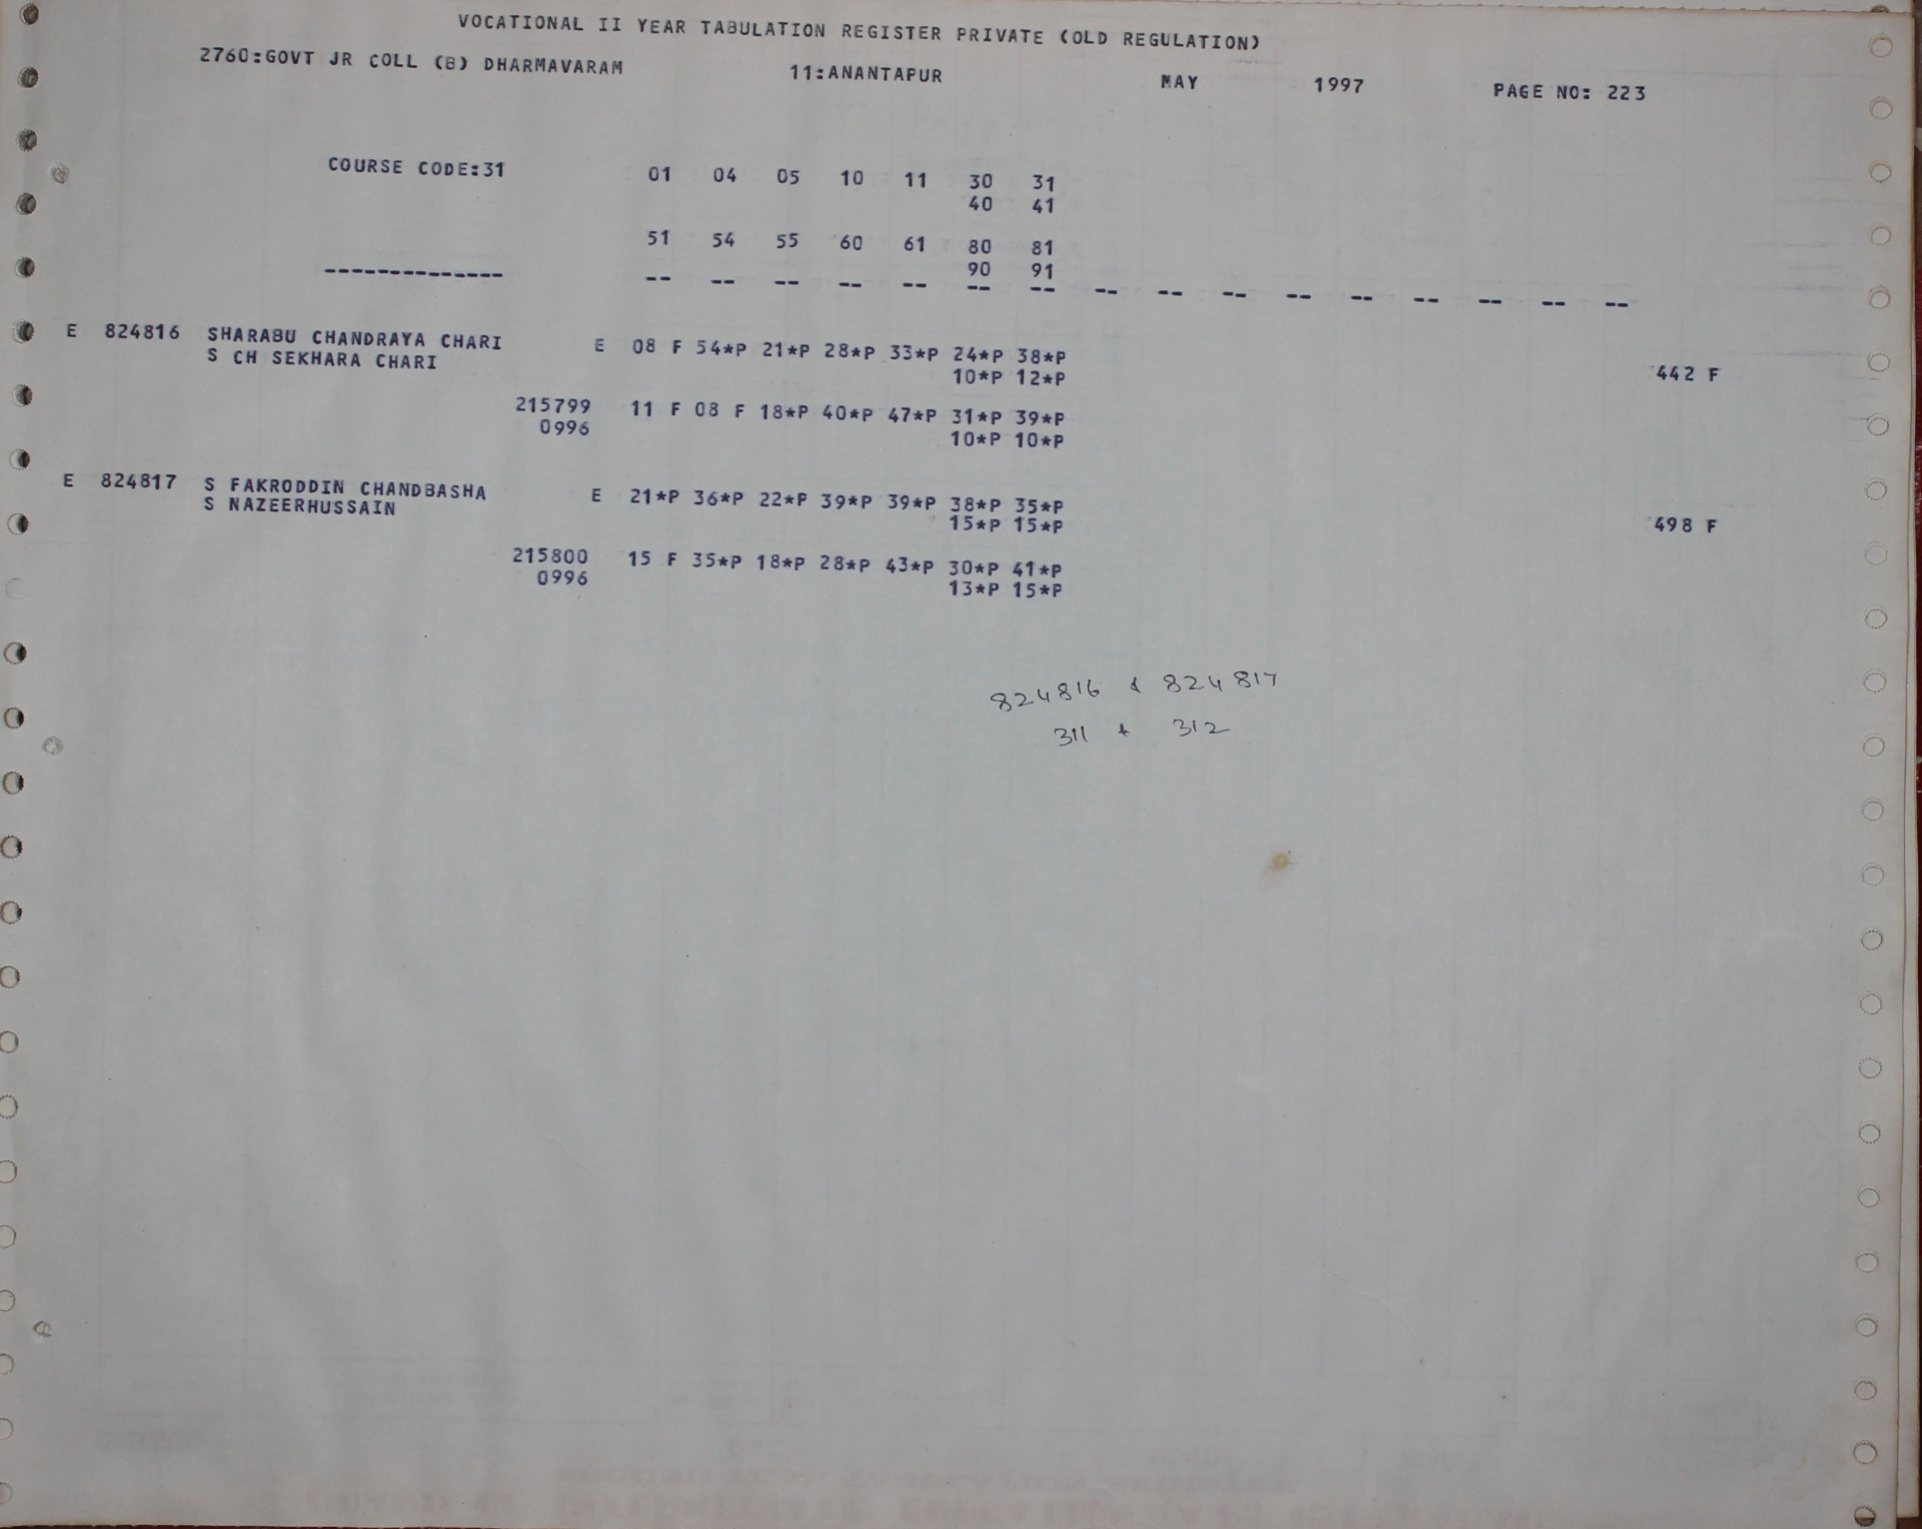 VOCATIONAL II YEAR TABULATION REGISTER PRIVATE (OLD REGULATION)
2760:GOVT JR COLL (B) DHARMAVARAM 11:ANANTAPUR MAY 1997 PAGE NO: 223
COURSE CODE:31 01 04 05 10 11 30 31
40 41
51 54 55 60 61 80 81
90 91
-------------- -- -- -- -- -- -- -- -- -- -- -- -- -- -- -- --
E 824816 SHARABU CHANDRAYA CHARI E 08 F 54*P 21*P 28*P 33*P 24*P 38*P
S CH SEKHARA CHARI 10*P 12*P 442 F
215799 11 F 08 F 18*P 40*P 47*P 31*P 39*P
0996 10*P 10*P
E 824817 S FAKRODDIN CHANDBASHA E 21*P 36*P 22*P 39*P 39*P 38*P 35*P
S NAZEERHUSSAIN 15*P 15*P 498 F
215800 15 F 35*P 18*P 28*P 43*P 30*P 41*P
0996 13*P 15*P
824816 & 824817
311 & 312